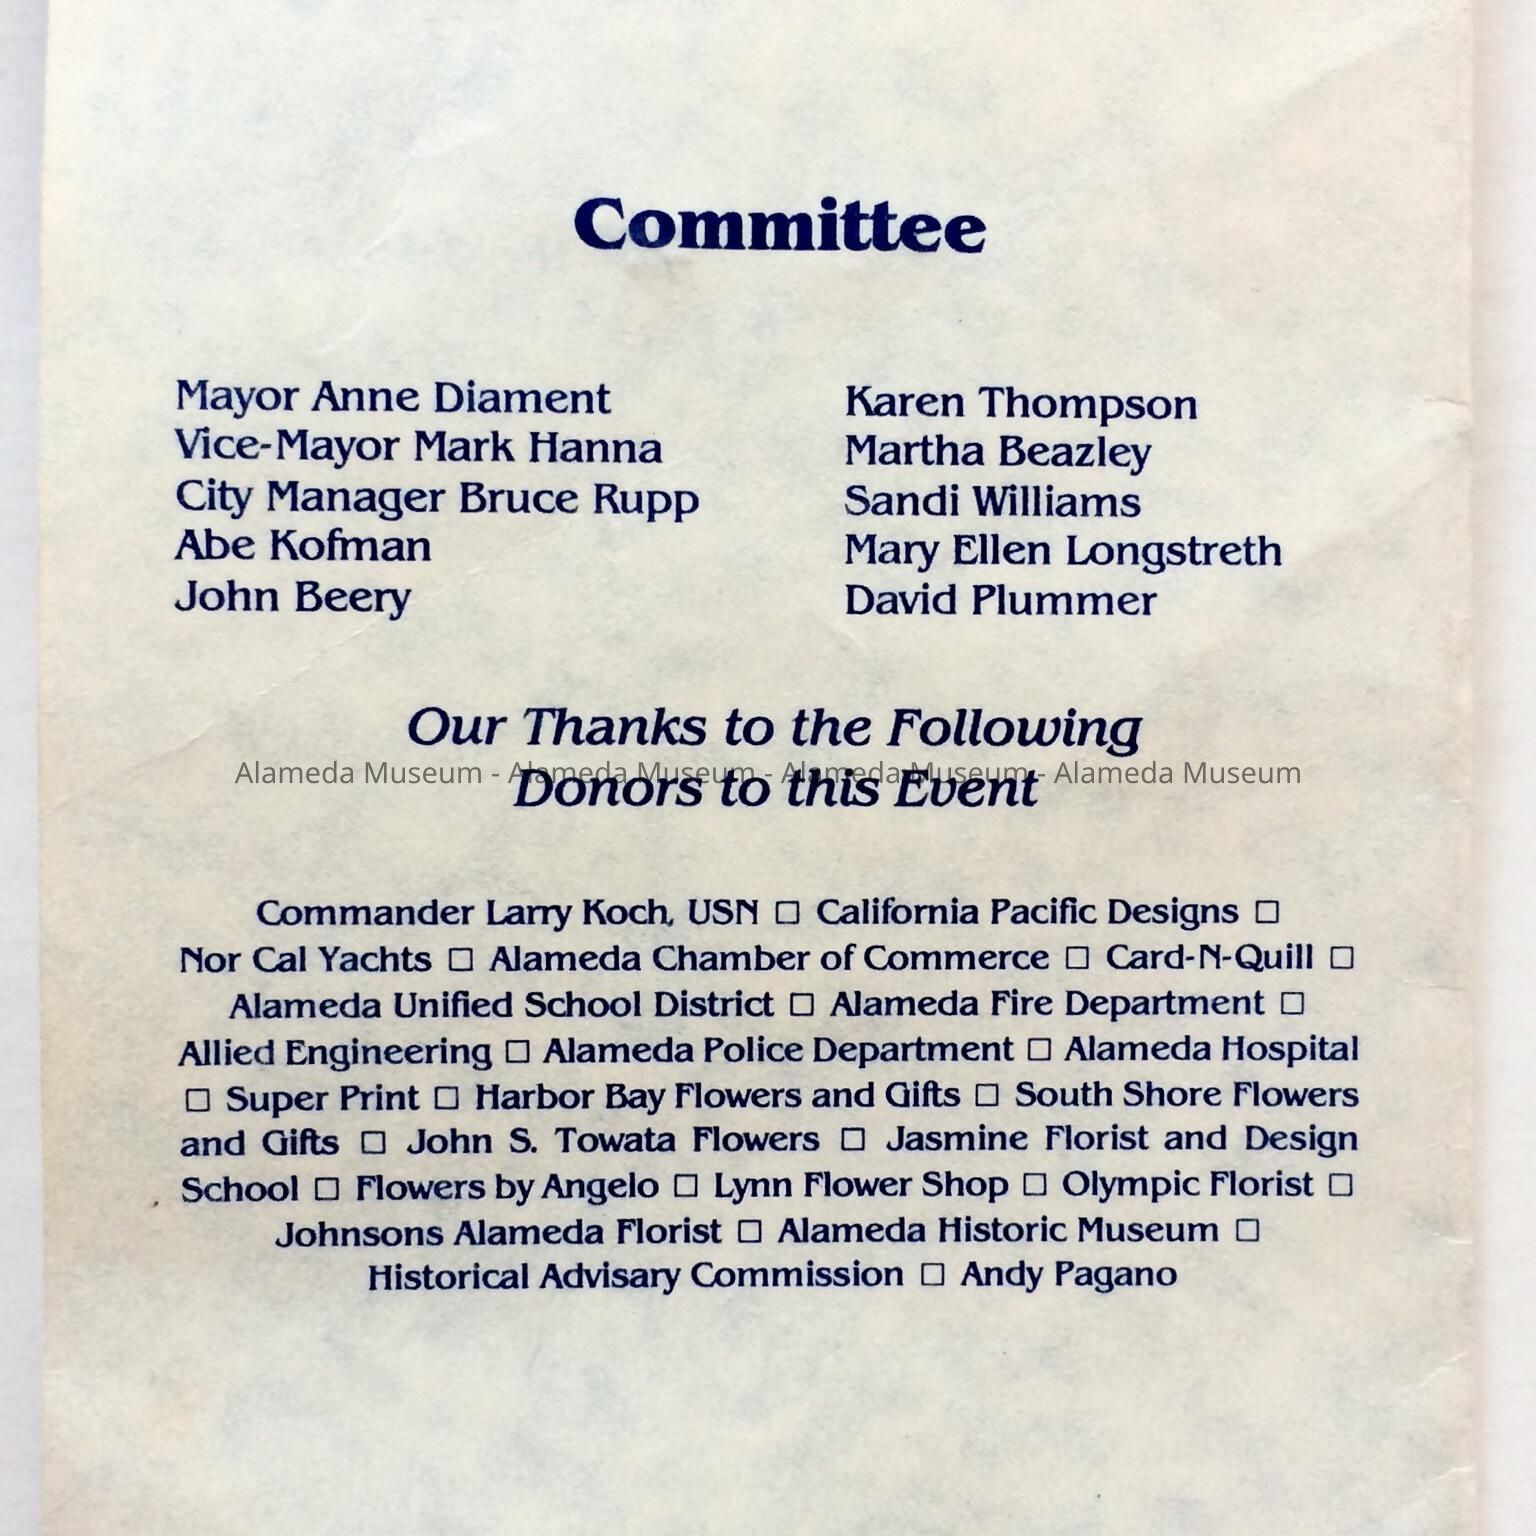 Committee
Mayor Anne Diament
Vice-Mayor Mark Hanna
City Manager Bruce Rupp
Abe Kofman
John Beery
Karen Thompson
Martha Beazley
Sandi Williams
Mary Ellen Longstreth
David Plummer
Our Thanks to the Following
Alameda Museum - Alameda Museum - Alameda Museum - Alameda Museum
Donors to this Event
Commander Larry Koch, USN □ California Pacific Designs □
Nor Cal Yachts □ Alameda Chamber of Commerce □ Card-N-Quill □
Alameda Unified School District □ Alameda Fire Department □
Allied Engineering □ Alameda Police Department □ Alameda Hospital
□ Super Print □ Harbor Bay Flowers and Gifts □ South Shore Flowers
and Gifts □ John S. Towata Flowers □ Jasmine Florist and Design
School □ Flowers by Angelo □ Lynn Flower Shop □ Olympic Florist □
Johnsons Alameda Florist □ Alameda Historic Museum □
Historical Advisary Commission □ Andy Pagano